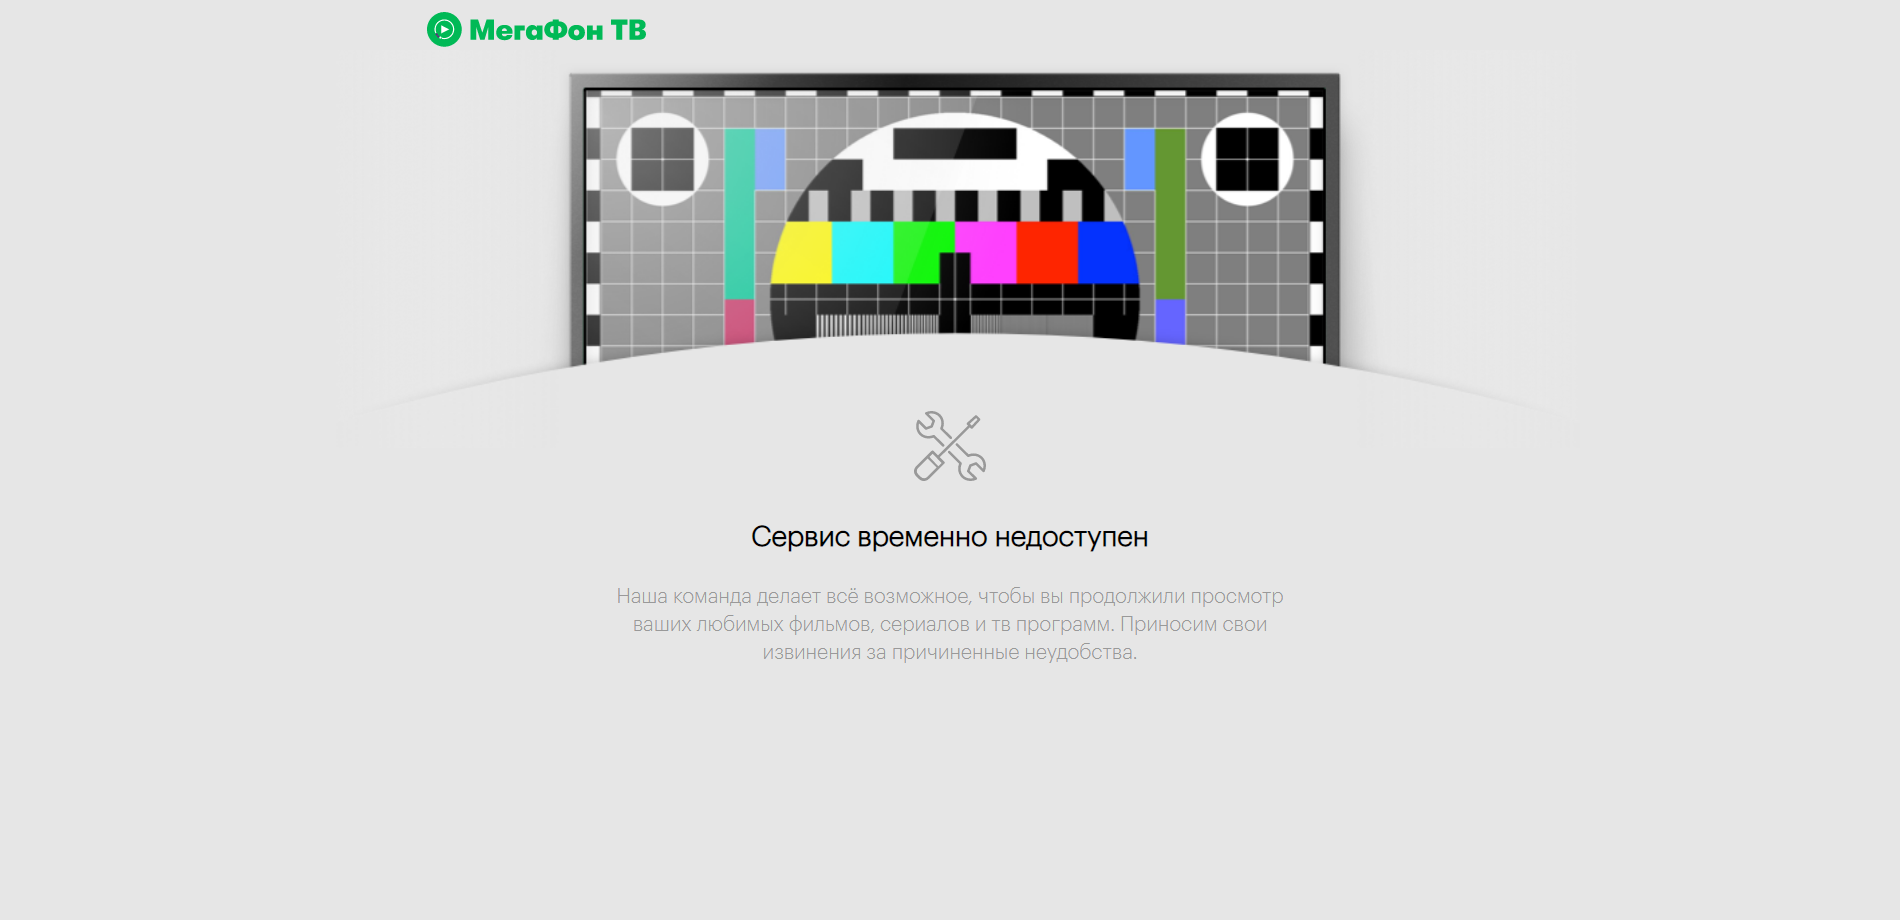 МегаФон ТВ
Сервис временно недоступен
Наша команда делает всё возможное, чтобы вы продолжили просмотр
ваших любимых фильмов, сериалов и тв программ. Приносим свои
извинения за причиненные неудобства.